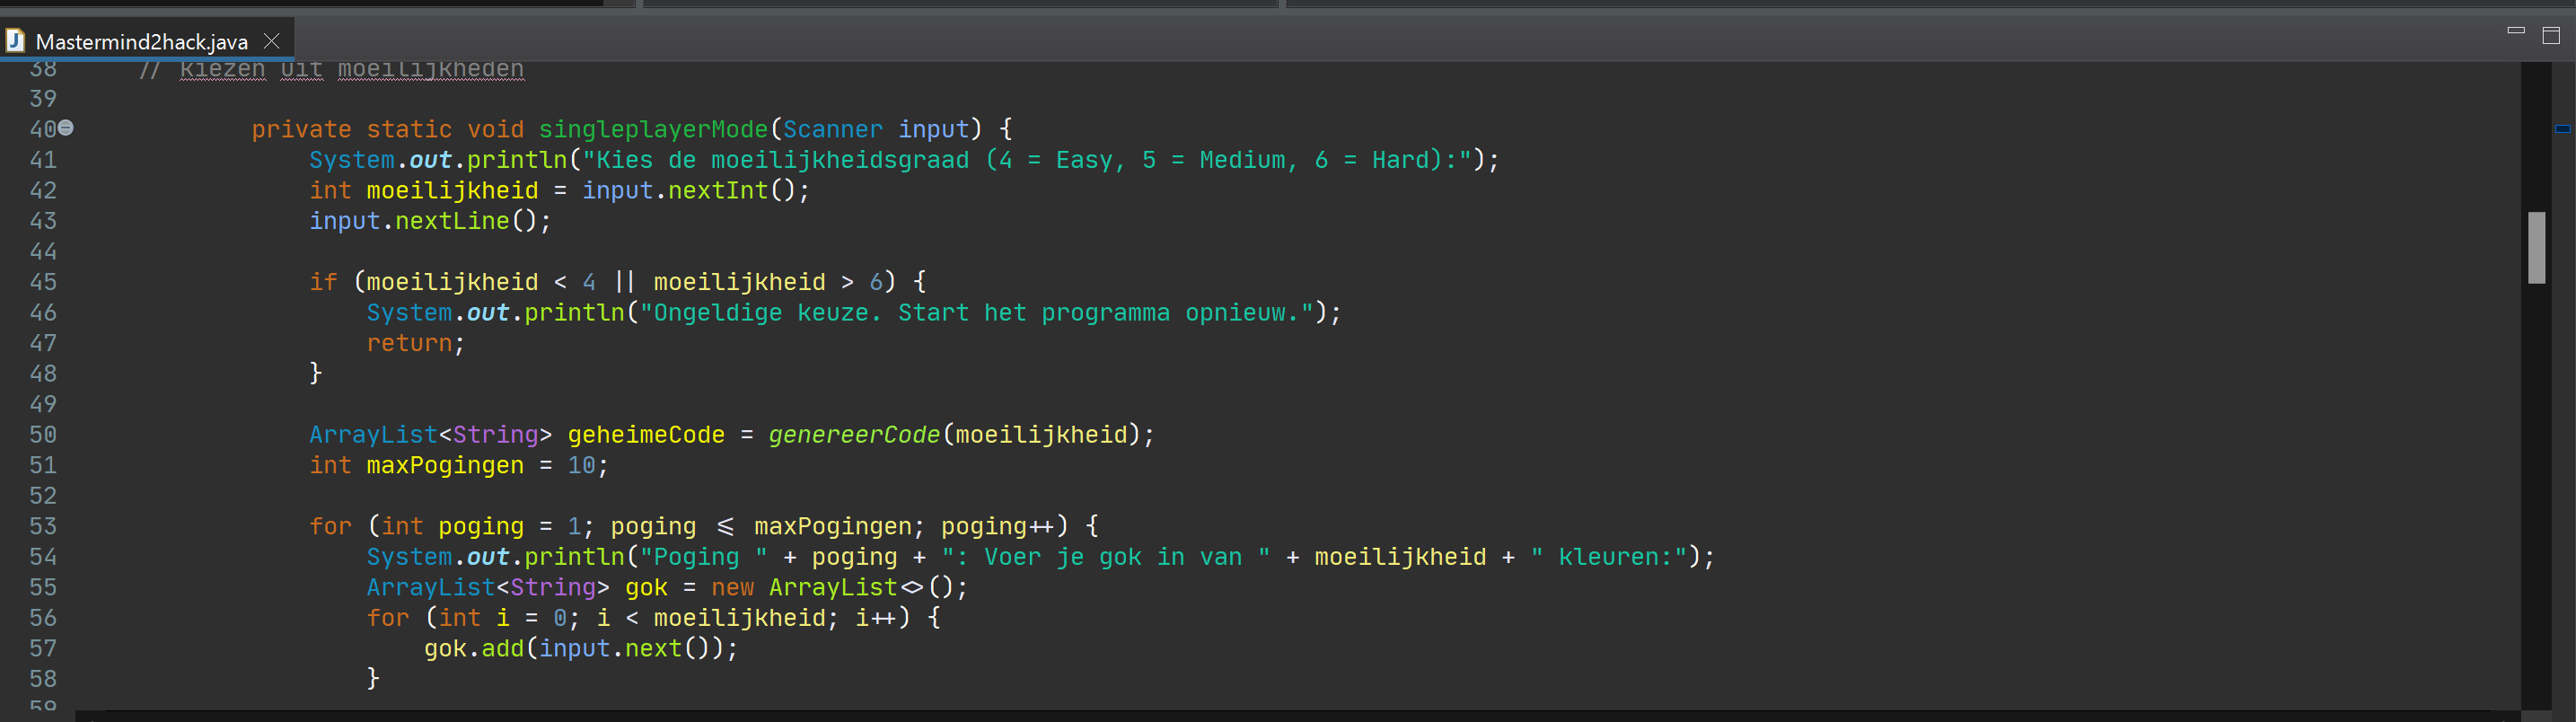 Mastermind2hack.java
38 // kiezen uit moeilijkheden
39
40 private static void singleplayerMode(Scanner input) {
41 System.out.println("Kies de moeilijkheidsgraad (4 = Easy, 5 = Medium, 6 = Hard):");
42 int moeilijkheid = input.nextInt();
43 input.nextLine();
44
45 if (moeilijkheid < 4 || moeilijkheid > 6) {
46 System.out.println("Ongeldige keuze. Start het programma opnieuw.");
47 return;
48 }
49
50 ArrayList<String> geheimeCode = genereerCode(moeilijkheid);
51 int maxPogingen = 10;
52
53 for (int poging = 1; poging <= maxPogingen; poging++) {
54 System.out.println("Poging " + poging + ": Voer je gok in van " + moeilijkheid + " kleuren:");
55 ArrayList<String> gok = new ArrayList<>();
56 for (int i = 0; i < moeilijkheid; i++) {
57 gok.add(input.next());
58 }
59